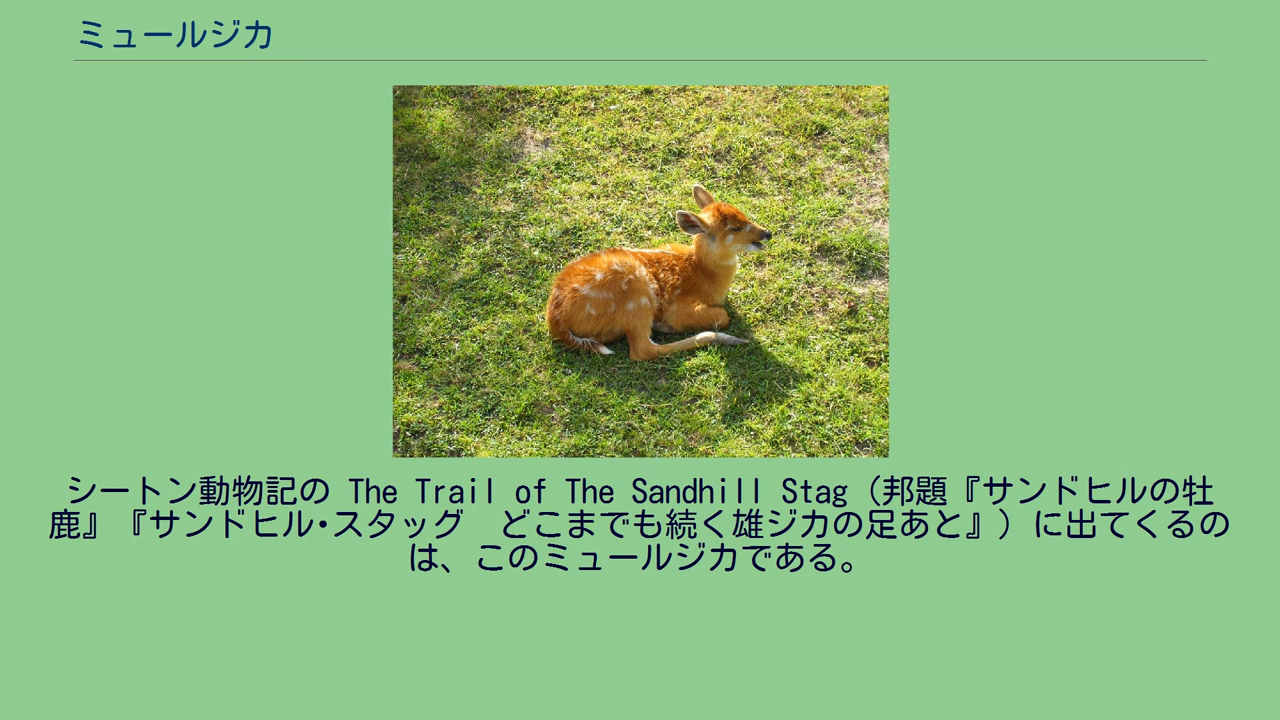 ミュールジカ
シートン動物記の The Trail of The Sandhill Stag（邦題『サンドヒルの牡
鹿』『サンドヒル・スタッグ　どこまでも続く雄ジカの足あと』）に出てくるの
は、このミュールジカである。